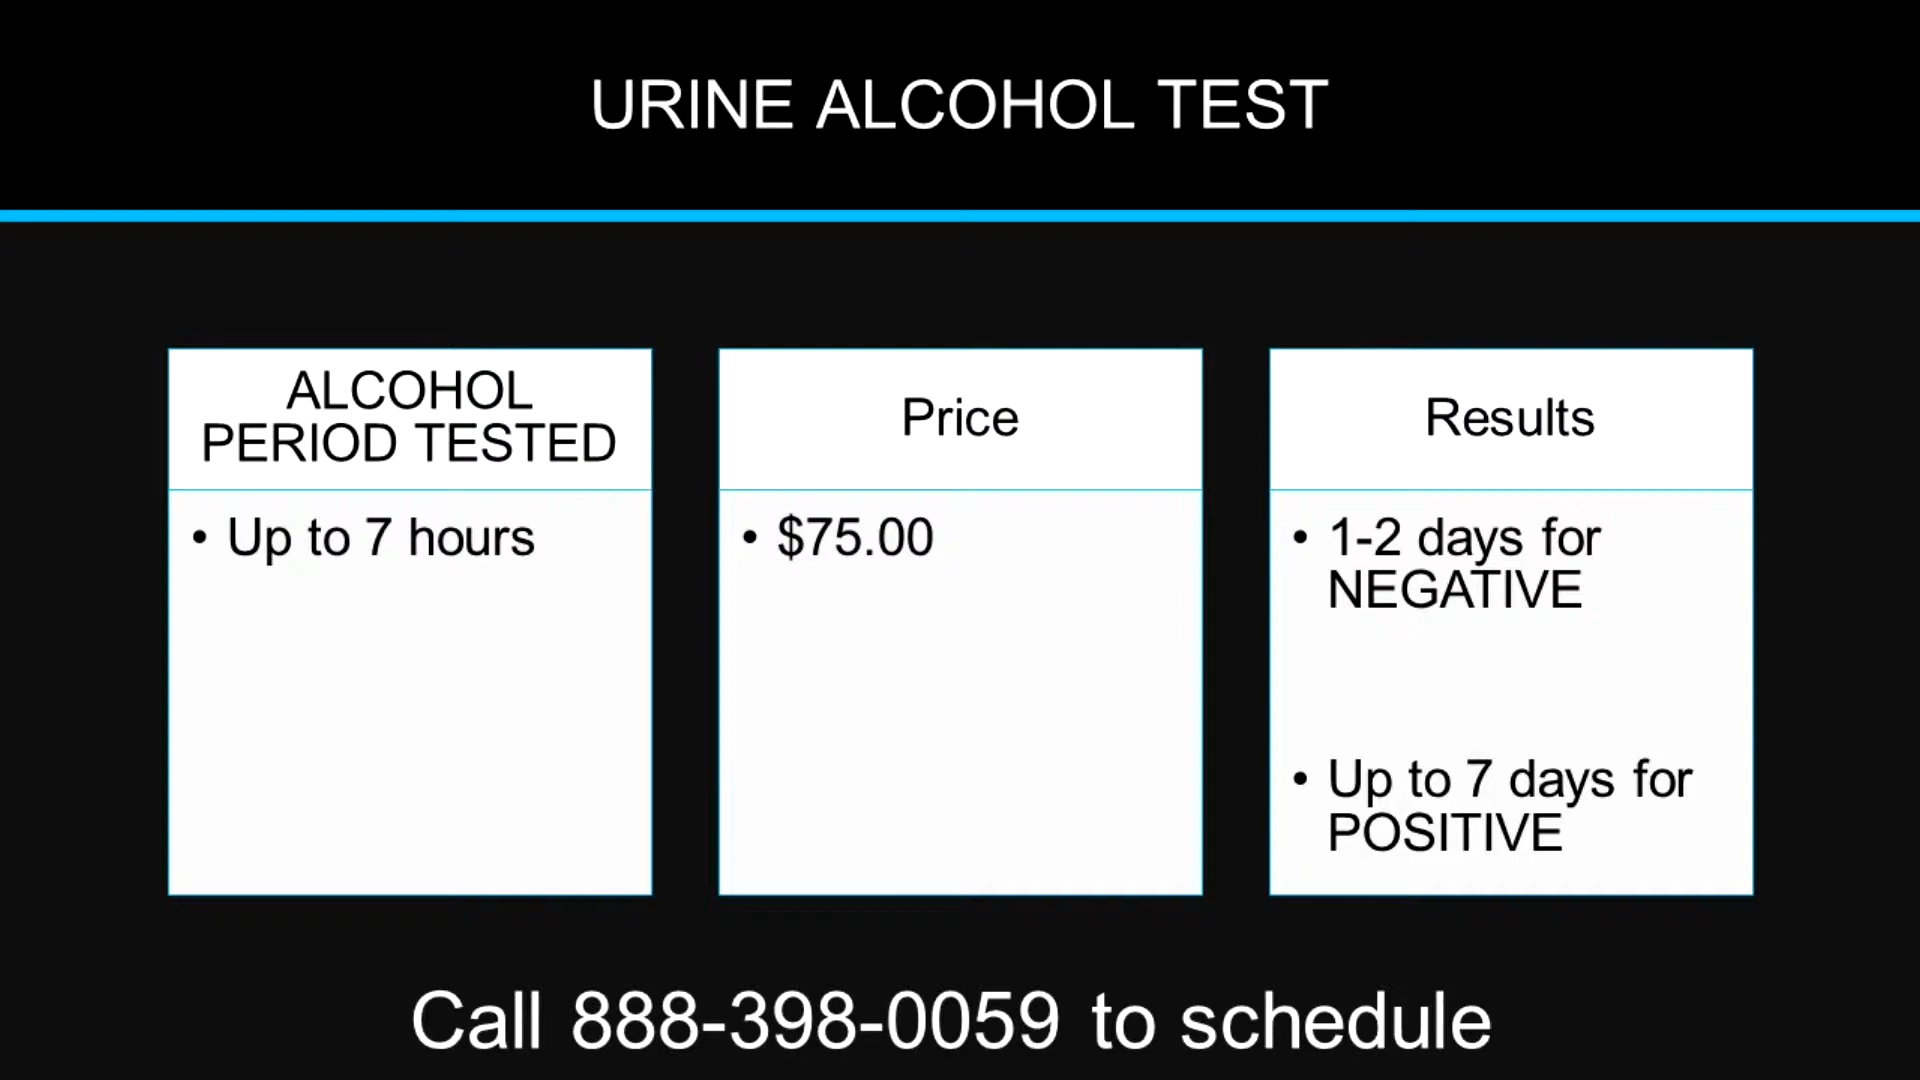 URINE ALCOHOL TEST
ALCOHOL
PERIOD TESTED
• Up to 7 hours
Price
• $75.00
Results
• 1-2 days for
NEGATIVE
• Up to 7 days for
POSITIVE
Call 888-398-0059 to schedule